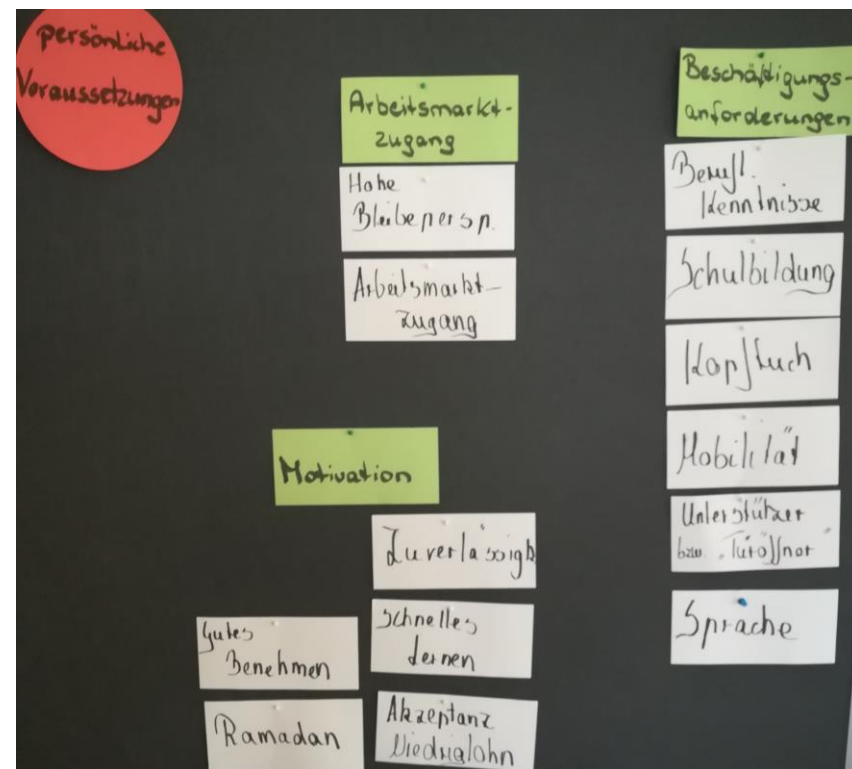 persönliche
Voraussetzungen
Arbeitsmarkt-
zugang
Hohe
Bleibepersp.
Arbeitsmarkt-
zugang
Beschäftigungs-
anforderungen
Berufl.
Kenntnisse
Schulbildung
Kopftuch
Mobilität
Unterstützer
bzw. "Türöffner"
Sprache
Motivation
Zuverlässigk.
Schnelles
Lernen
Akzeptanz
Niedriglohn
Gutes
Benehmen
Ramadan